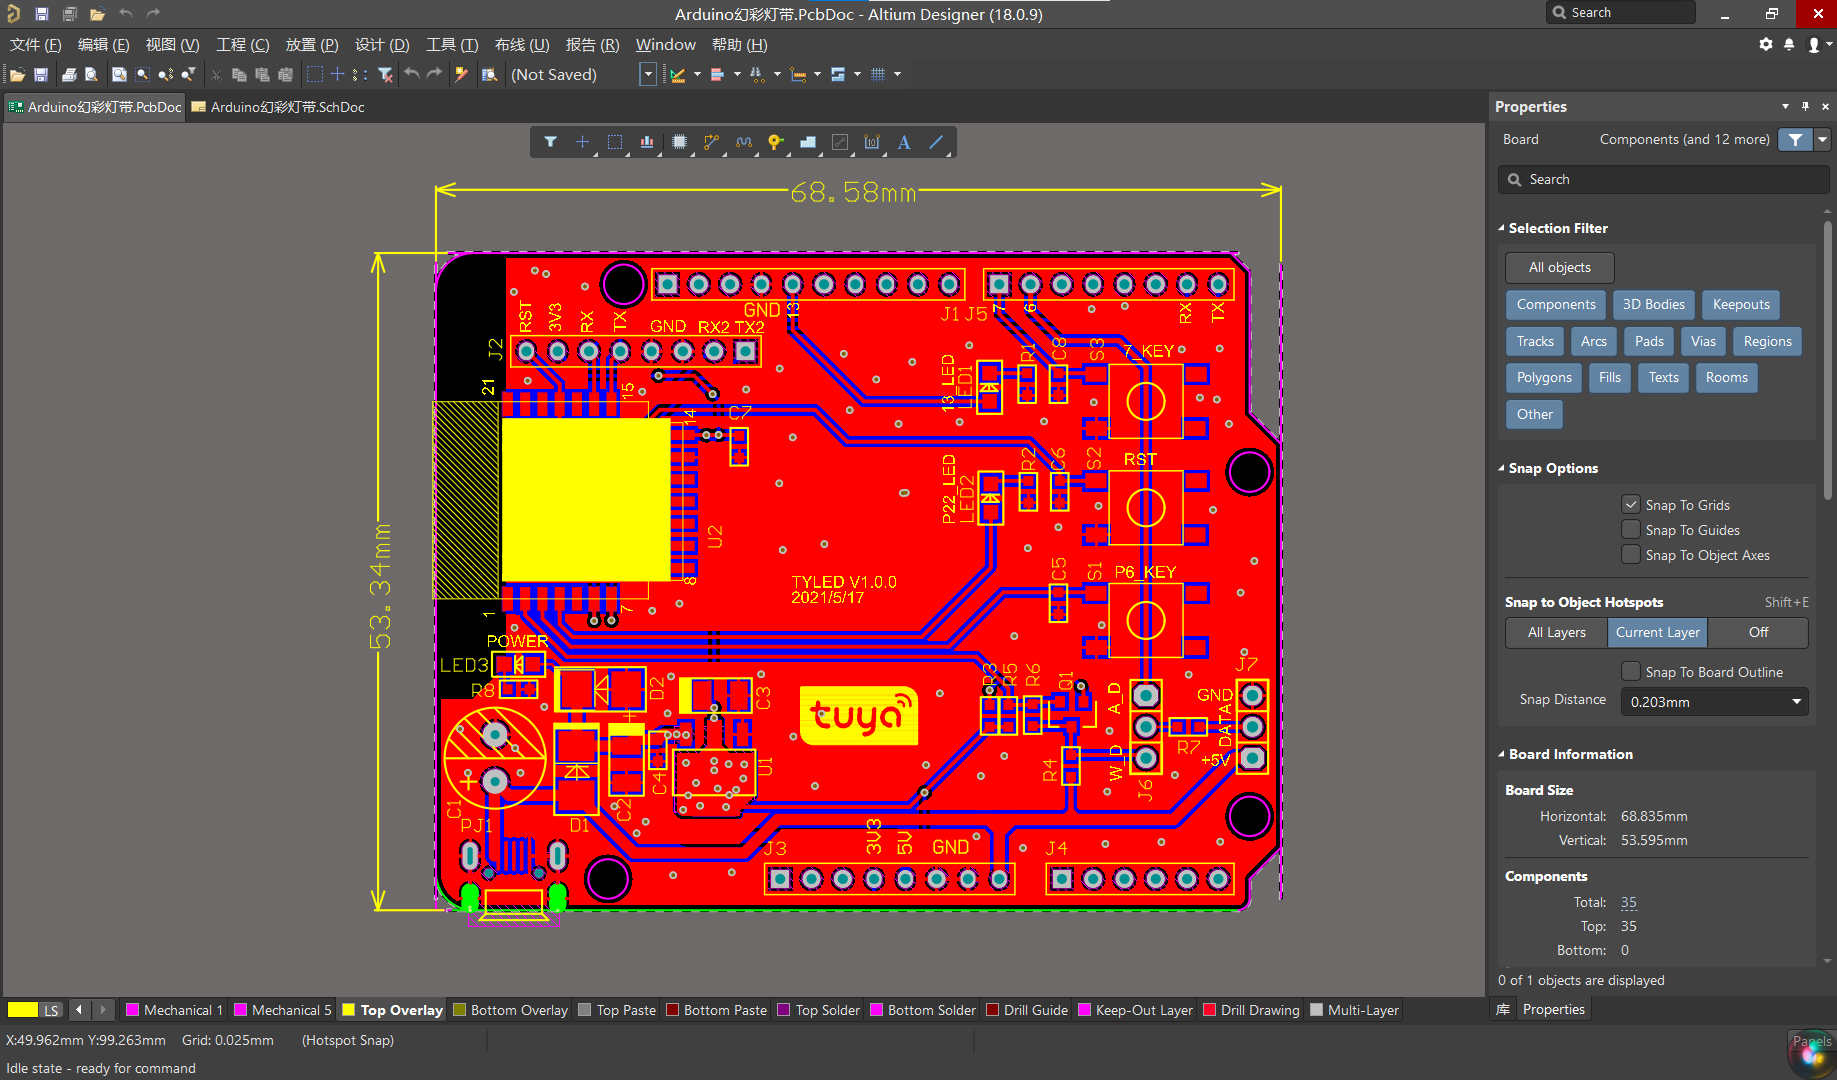 Arduino幻彩灯带.PcbDoc - Altium Designer (18.0.9)
Search
文件 (F) 编辑 (E) 视图 (V) 工程 (C) 放置 (P) 设计 (D) 工具 (T) 布线 (U) 报告 (R) Window 帮助 (H)
(Not Saved)
Arduino幻彩灯带.PcbDoc
Arduino幻彩灯带.SchDoc
68.58mm
53.34mm
GND
13
J1
J5
7
6
RX
TX
RST
3V3
RX
TX
GND
RX2
TX2
J2
21
15
14
C7
U2
8
7
1
13_LED
LED1
R1
C8
S3
7_KEY
P22_LED
LED2
R2
C6
S2
RST
C5
S1
P6_KEY
TYLED V1.0.0
2021/5/17
POWER
LED3
R8
D2
C3
tuya
R3
R5
R6
Q1
A_D
GND
J7
DATA
R7
+5V
W_D
J6
R4
C1
PJ1
D1
C2
C4
U1
J3
3V3
5V
GND
J4
Properties
Board
Components (and 12 more)
Search
Selection Filter
All objects
Components
3D Bodies
Keepouts
Tracks
Arcs
Pads
Vias
Regions
Polygons
Fills
Texts
Rooms
Other
Snap Options
Snap To Grids
Snap To Guides
Snap To Object Axes
Snap to Object Hotspots
Shift+E
All Layers
Current Layer
Off
Snap To Board Outline
Snap Distance
0.203mm
Board Information
Board Size
Horizontal: 68.835mm
Vertical: 53.595mm
Components
Total: 35
Top: 35
Bottom: 0
0 of 1 objects are displayed
库
Properties
LS
Mechanical 1
Mechanical 5
Top Overlay
Bottom Overlay
Top Paste
Bottom Paste
Top Solder
Bottom Solder
Drill Guide
Keep-Out Layer
Drill Drawing
Multi-Layer
X:49.962mm Y:99.263mm Grid: 0.025mm (Hotspot Snap)
Panels
Idle state - ready for command